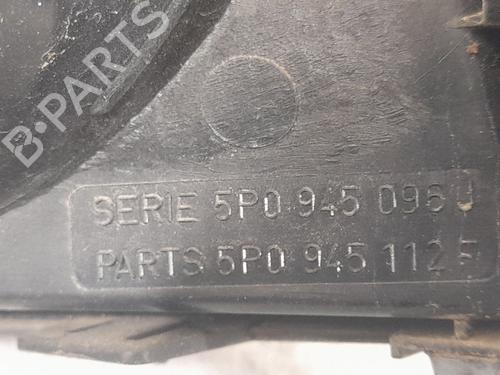 B-PARTS
SERIE 5P0 945 096 J
PARTS 5P0 945 112 F